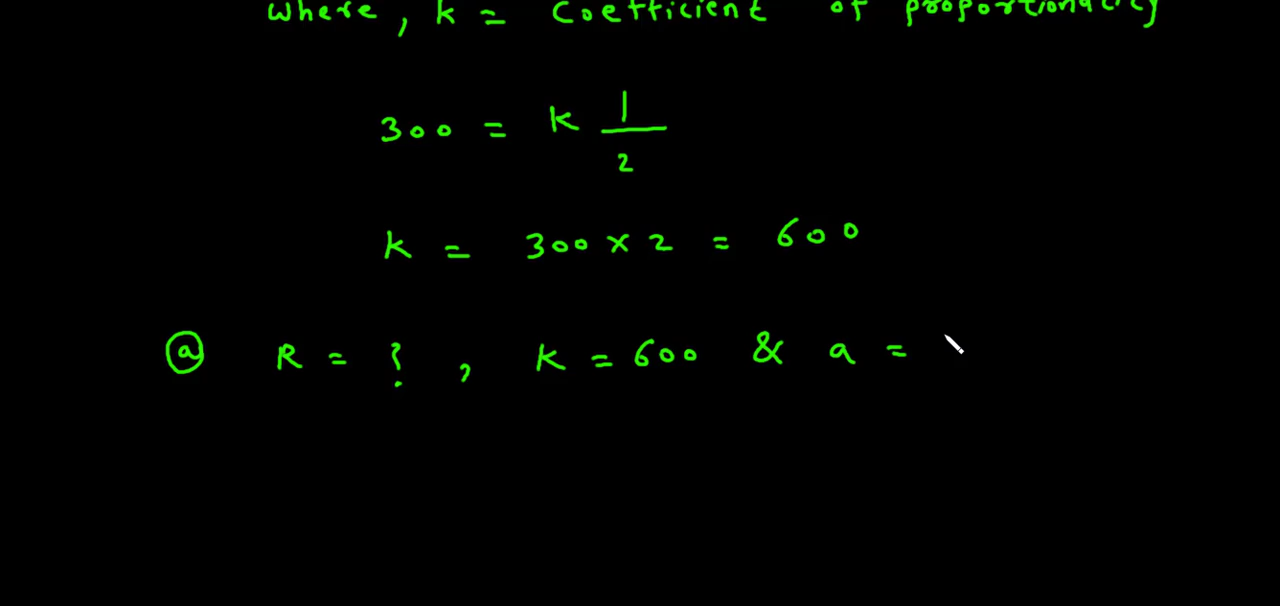 where, k = Coefficient of proportionality
300 = k 1/2
k = 300 × 2 = 600
ⓐ R = ? , k = 600 & a =